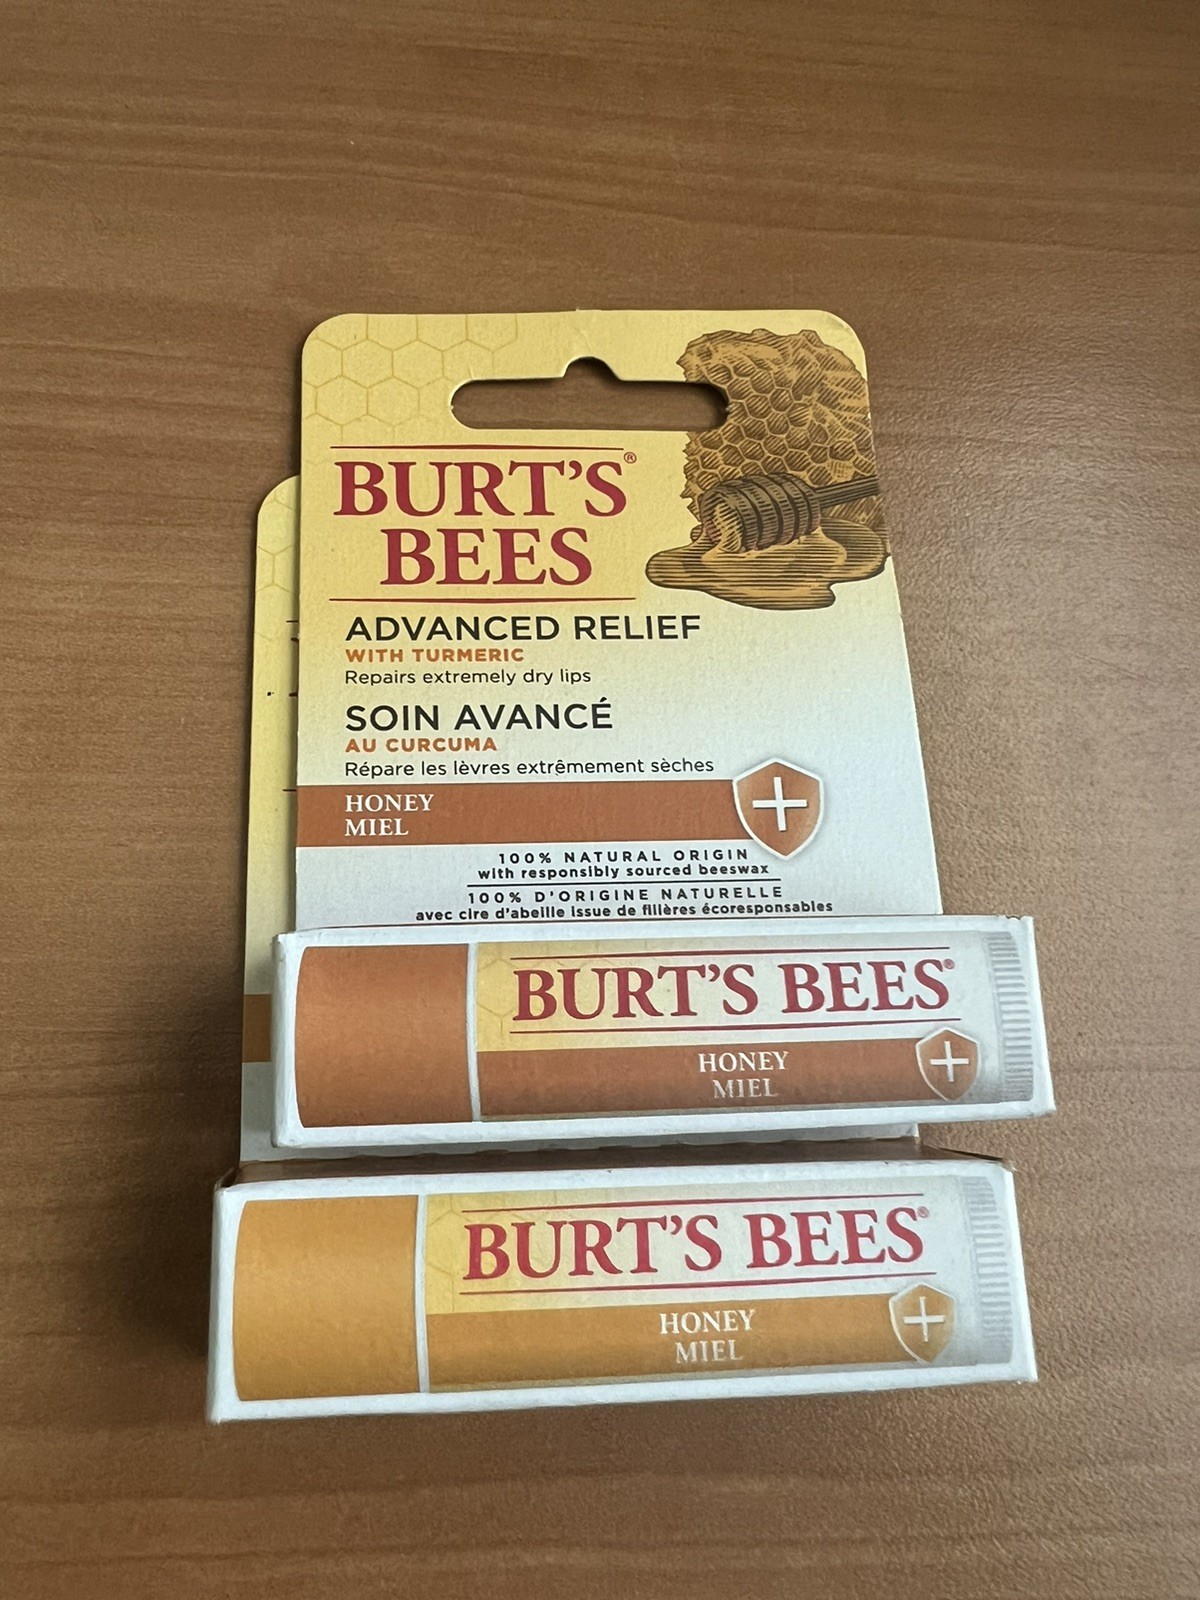 BURT'S®
BEES
ADVANCED RELIEF
WITH TURMERIC
Repairs extremely dry lips
SOIN AVANCÉ
AU CURCUMA
Répare les lèvres extrêmement sèches
HONEY
MIEL
100% NATURAL ORIGIN
with responsibly sourced beeswax
100% D'ORIGINE NATURELLE
avec cire d'abeille issue de filières écoresponsables
BURT'S BEES®
HONEY
MIEL
BURT'S BEES®
HONEY
MIEL